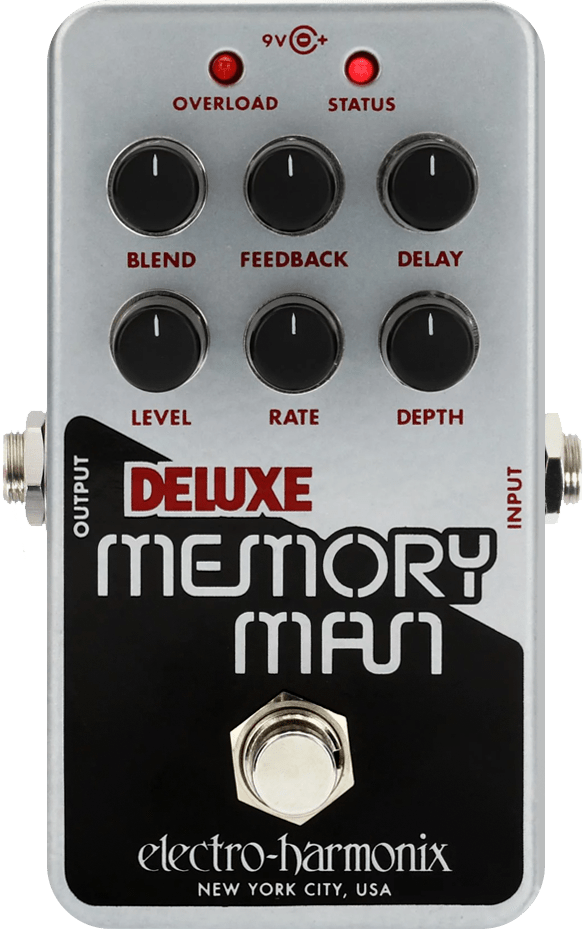 9V +
OVERLOAD STATUS
BLEND FEEDBACK DELAY
LEVEL RATE DEPTH
OUTPUT
INPUT
DELUXE
MEMORY
MAN
electro-harmonix
NEW YORK CITY, USA